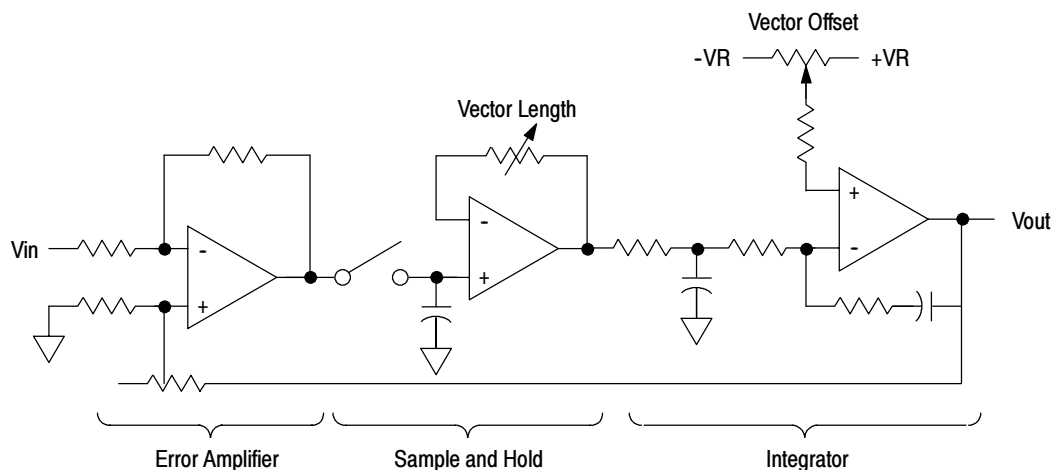 Vector Offset
-VR
+VR
Vector Length
+
-
Vout
Vin
-
+
-
+
Error Amplifier
Sample and Hold
Integrator